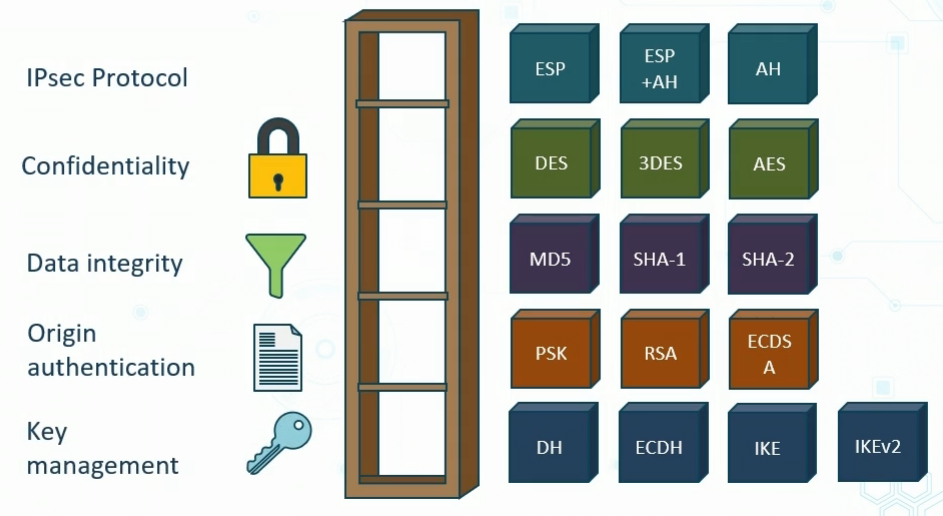 IPsec Protocol
ESP
ESP
+AH
AH
Confidentiality
DES
3DES
AES
Data integrity
MD5
SHA-1
SHA-2
Origin
authentication
PSK
RSA
ECDS
A
Key
management
DH
ECDH
IKE
IKEv2